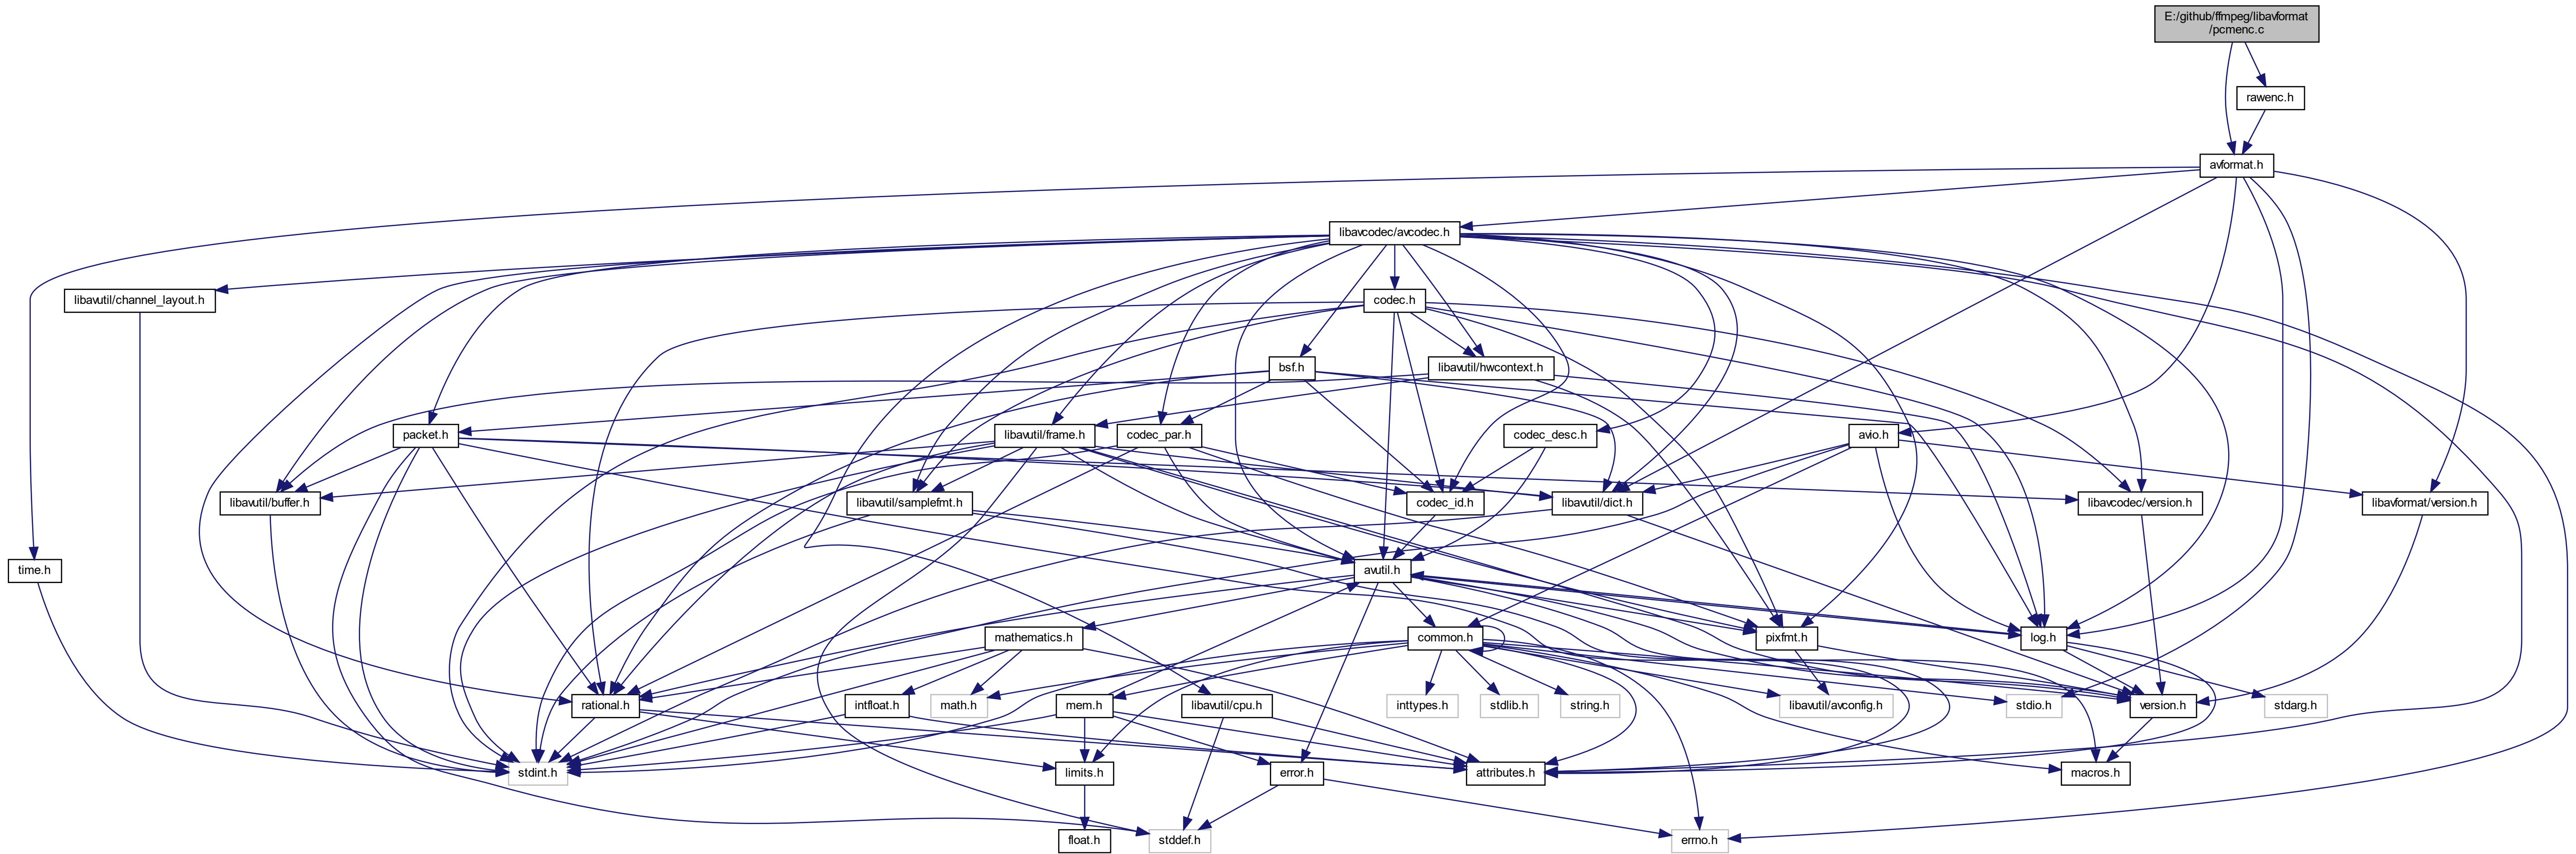 E:/github/ffmpeg/libavformat
/pcmenc.c
rawenc.h
avformat.h
libavcodec/avcodec.h
libavutil/channel_layout.h
codec.h
bsf.h
libavutil/hwcontext.h
packet.h
libavutil/frame.h
codec_par.h
codec_desc.h
avio.h
libavutil/buffer.h
libavutil/samplefmt.h
codec_id.h
libavutil/dict.h
libavcodec/version.h
libavformat/version.h
time.h
avutil.h
mathematics.h
common.h
pixfmt.h
log.h
rational.h
intfloat.h
math.h
mem.h
libavutil/cpu.h
inttypes.h
stdlib.h
string.h
libavutil/avconfig.h
stdio.h
version.h
stdarg.h
stdint.h
limits.h
error.h
attributes.h
macros.h
float.h
stddef.h
errno.h